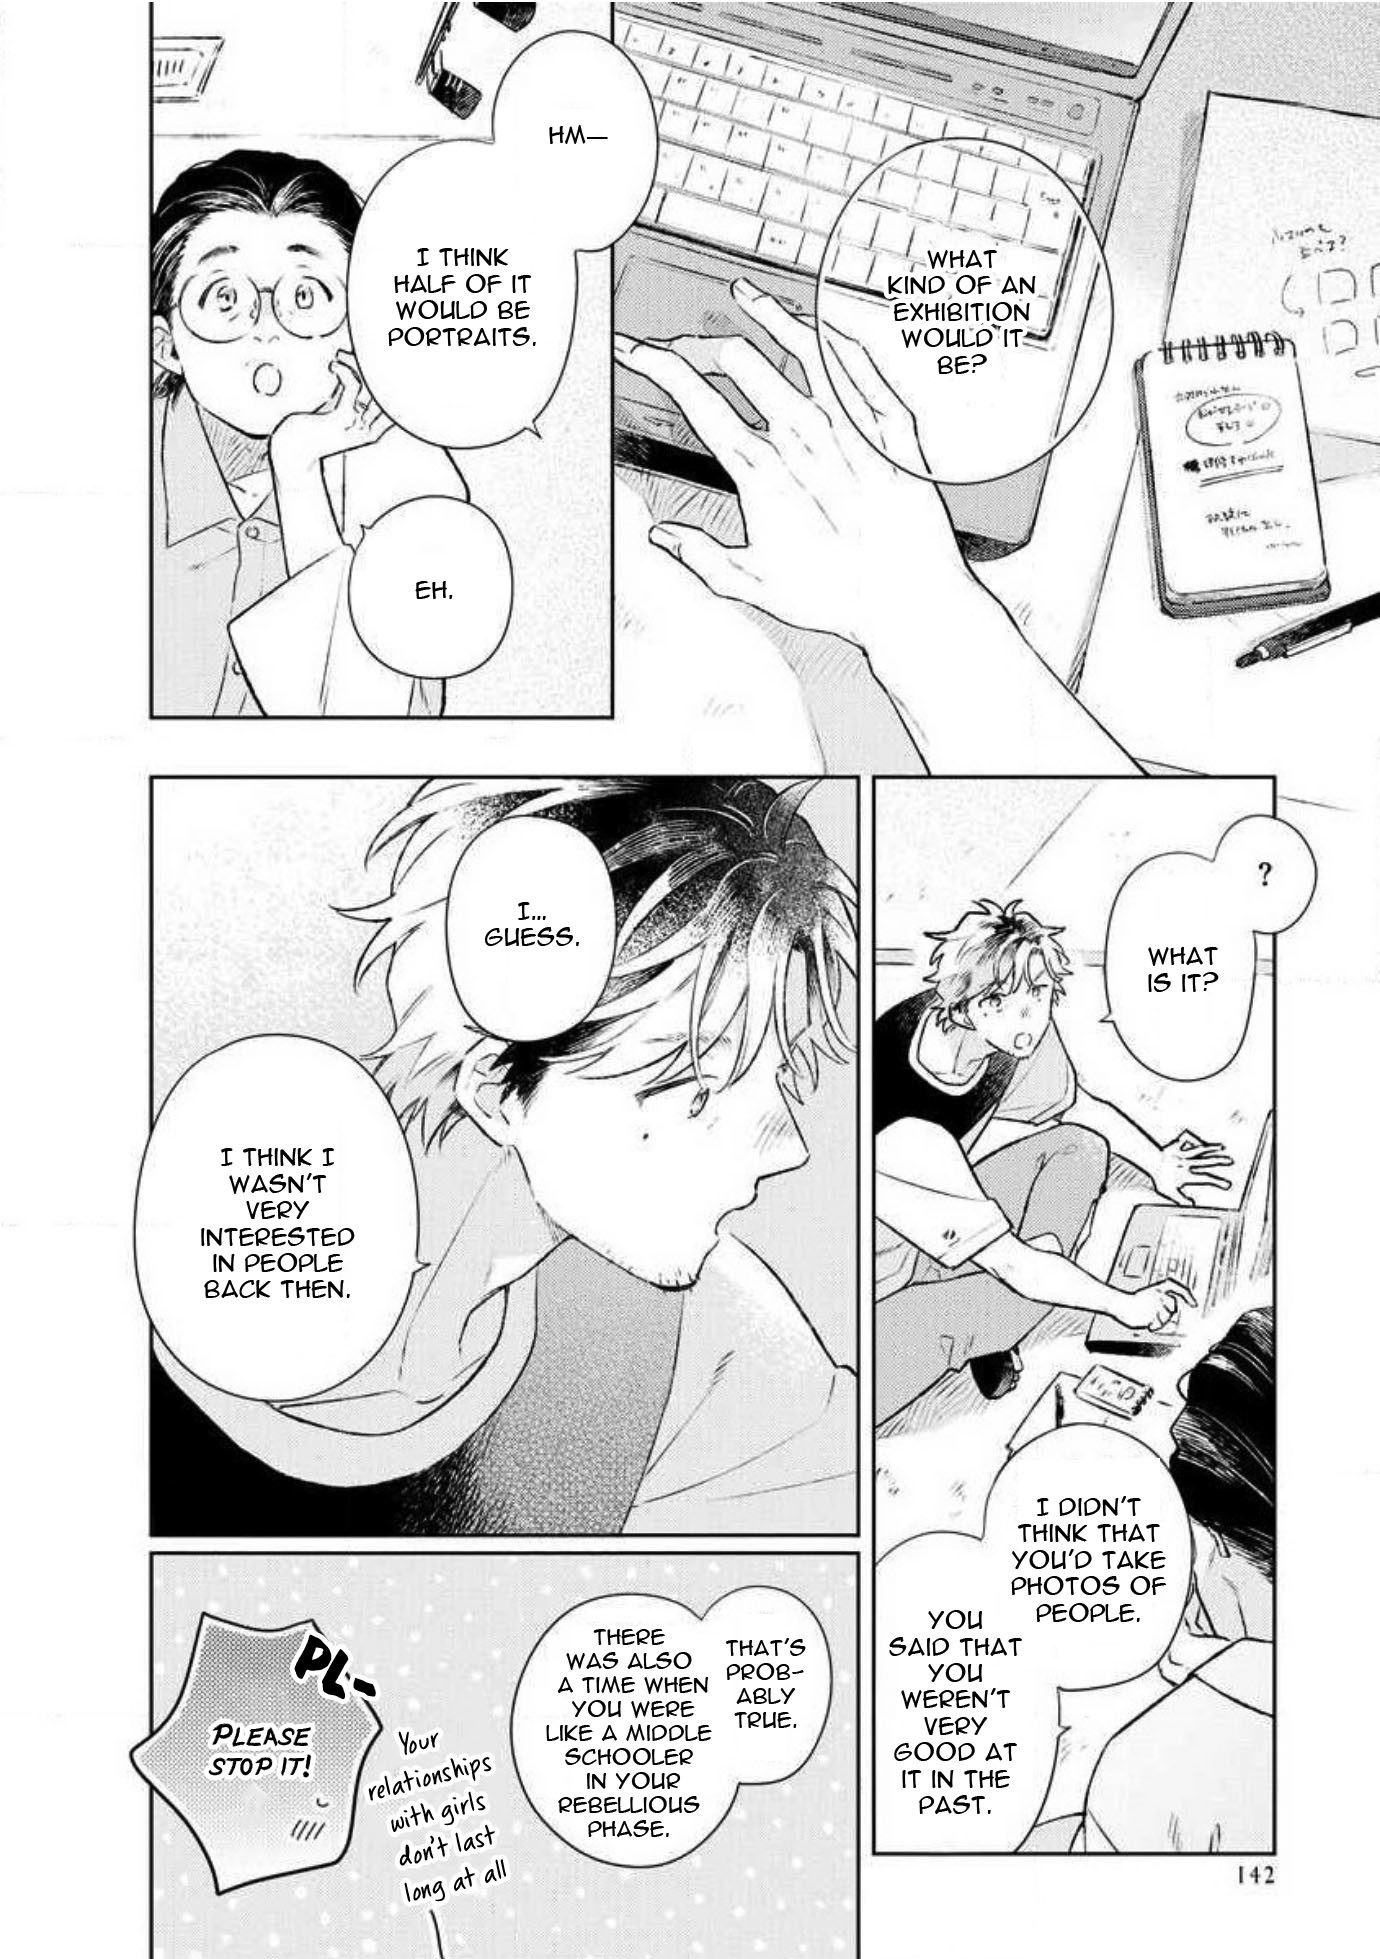 WHAT
KIND OF AN
EXHIBITION
WOULD IT
BE?
HM—
I THINK
HALF OF IT
WOULD BE
PORTRAITS.
EH.
?
WHAT
IS IT?
I DIDN'T
THINK THAT
YOU'D TAKE
PHOTOS OF
PEOPLE.
YOU
SAID THAT
YOU
WEREN'T
VERY
GOOD AT
IT IN THE
PAST.
I...
GUESS.
I THINK I
WASN'T
VERY
INTERESTED
IN PEOPLE
BACK THEN.
THAT'S
PROB-
ABLY
TRUE.
THERE
WAS ALSO
A TIME WHEN
YOU WERE
LIKE A MIDDLE
SCHOOLER
IN YOUR
REBELLIOUS
PHASE.
Your
relationships
with girls
don't last
long at all
PL-
PLEASE
STOP IT!
142